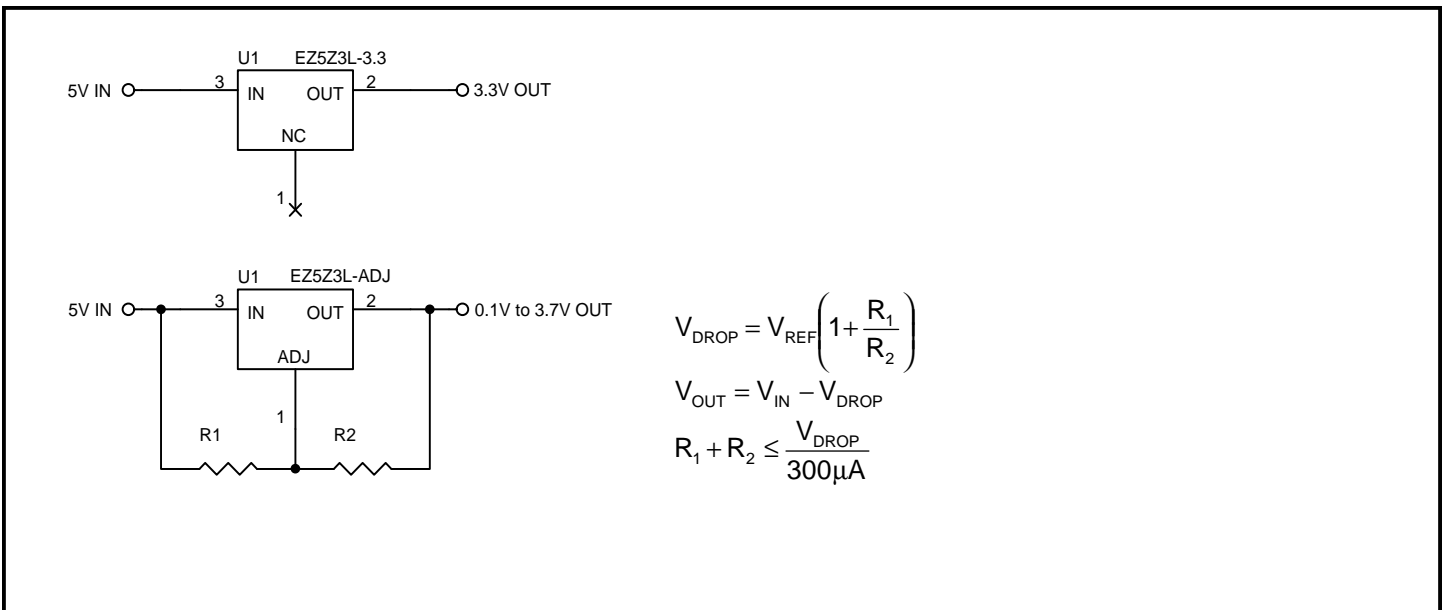 U1 EZ5Z3L-3.3
5V IN 3 IN OUT 2 3.3V OUT
NC
1
U1 EZ5Z3L-ADJ
5V IN 3 IN OUT 2 0.1V to 3.7V OUT
ADJ
1
R1 R2
V_DROP = V_REF(1 + R_1/R_2)
V_OUT = V_IN − V_DROP
R_1 + R_2 ≤ V_DROP/300μA